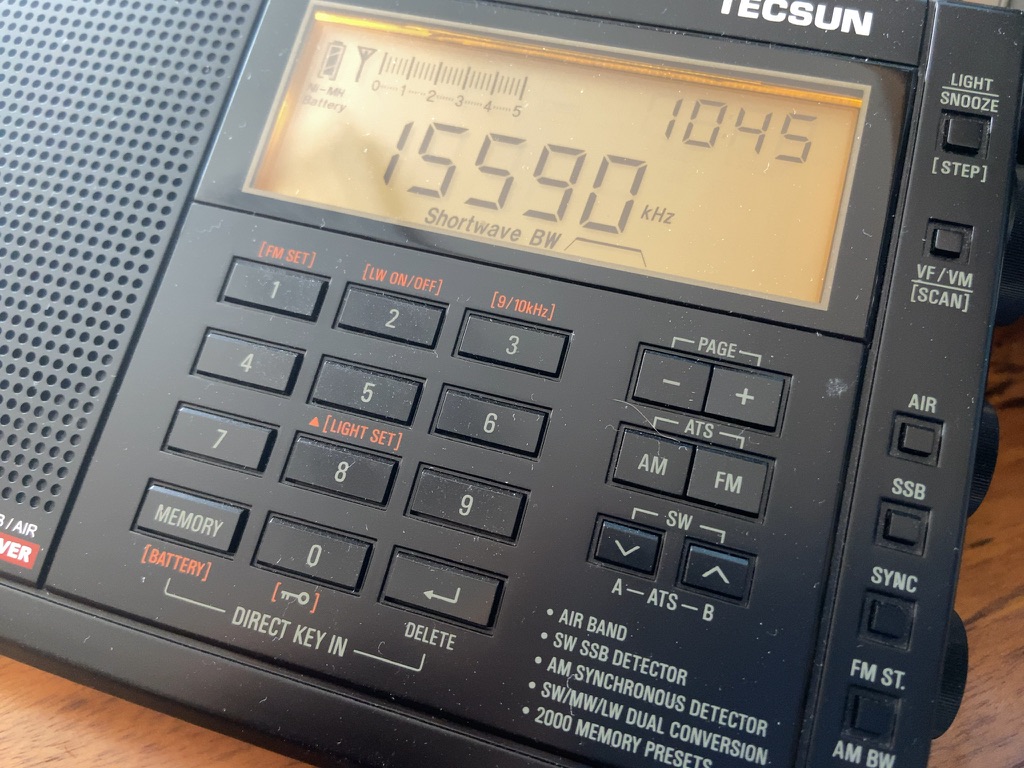 TECSUN
Ni-MH
Battery
0 1 2 3 4 5
1045
15590 kHz
Shortwave BW
LIGHT
SNOOZE
[STEP]
VF/VM
[SCAN]
AIR
SSB
SYNC
FM ST.
AM BW
[FM SET]
1
[LW ON/OFF]
2
[9/10kHz]
3
4
5
6
7
[LIGHT SET]
8
9
MEMORY
[BATTERY]
0
DELETE
DIRECT KEY IN
PAGE
− +
ATS
AM FM
SW
A—ATS—B
• AIR BAND
• SW SSB DETECTOR
• AM SYNCHRONOUS DETECTOR
• SW/MW/LW DUAL CONVERSION
• 2000 MEMORY PRESETS
/ AIR